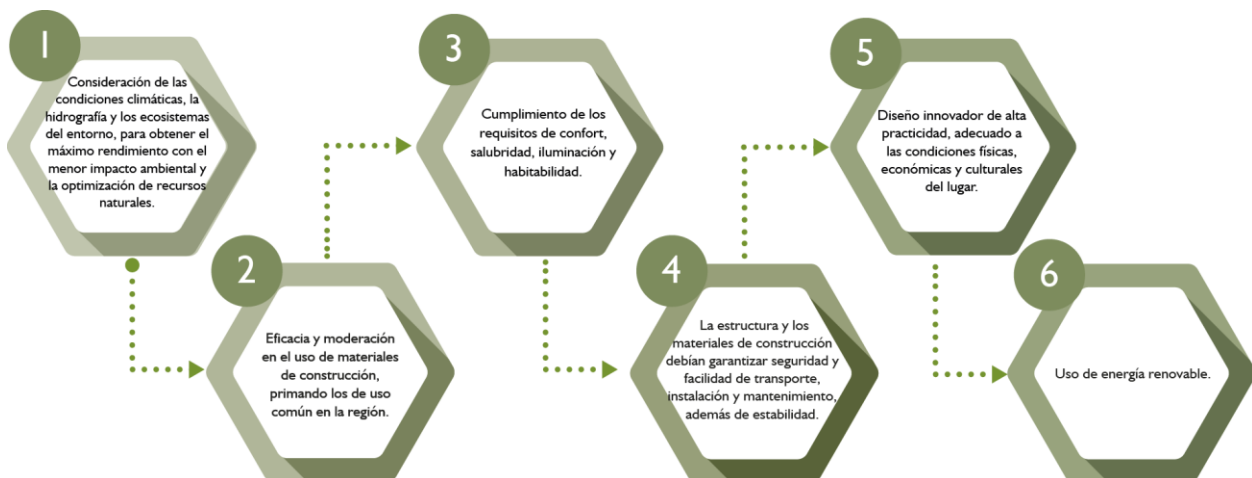 1
Consideración de las
condiciones climáticas, la
hidrografía y los ecosistemas
del entorno, para obtener el
máximo rendimiento con el
menor impacto ambiental y
la optimización de recursos
naturales.
2
Eficacia y moderación
en el uso de materiales
de construcción,
primando los de uso
común en la región.
3
Cumplimiento de los
requisitos de confort,
salubridad, iluminación y
habitabilidad.
4
La estructura y los
materiales de construcción
debían garantizar seguridad y
facilidad de transporte,
instalación y mantenimiento,
además de estabilidad.
5
Diseño innovador de alta
practicidad, adecuado a
las condiciones físicas,
económicas y culturales
del lugar.
6
Uso de energía renovable.